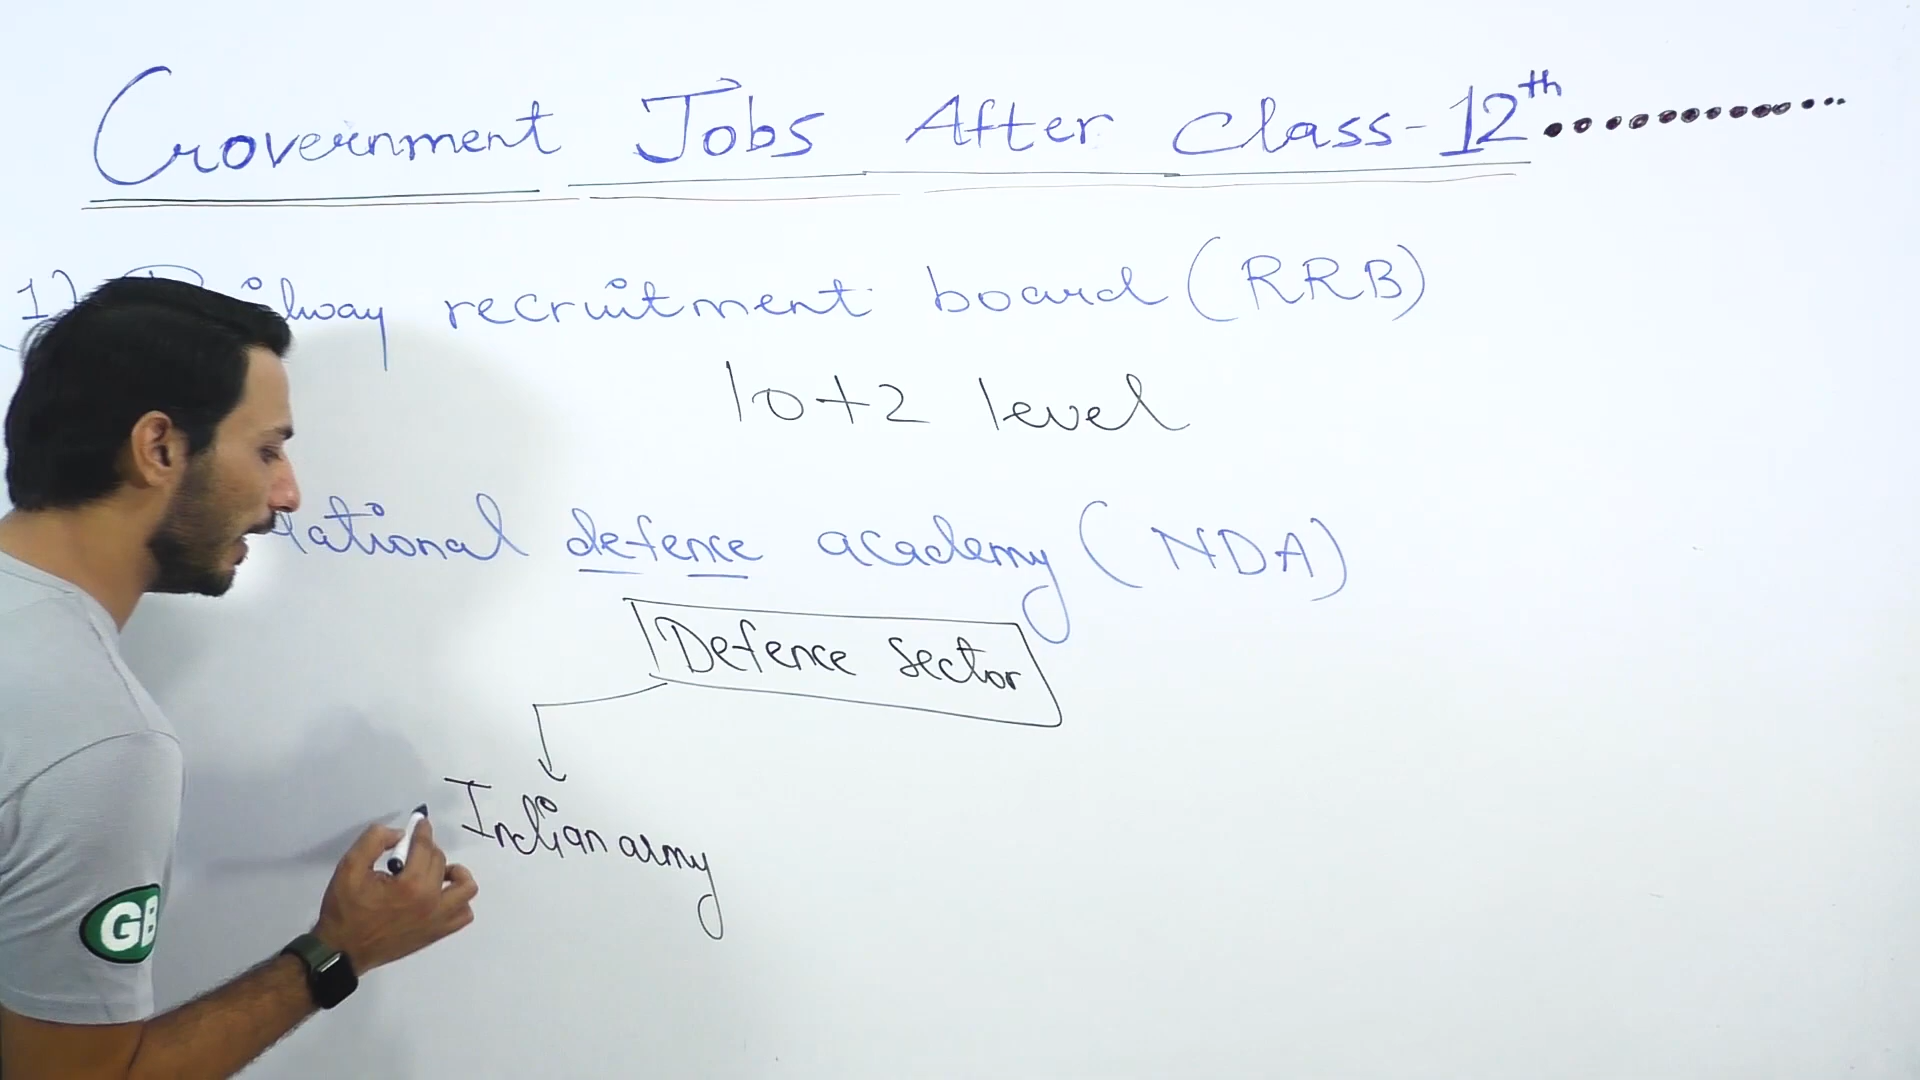 Government Jobs After Class-12th............
1) Railway recruitment board (RRB)
10+2 level
National defence academy (NDA)
Defence Sector
Indian army
GB